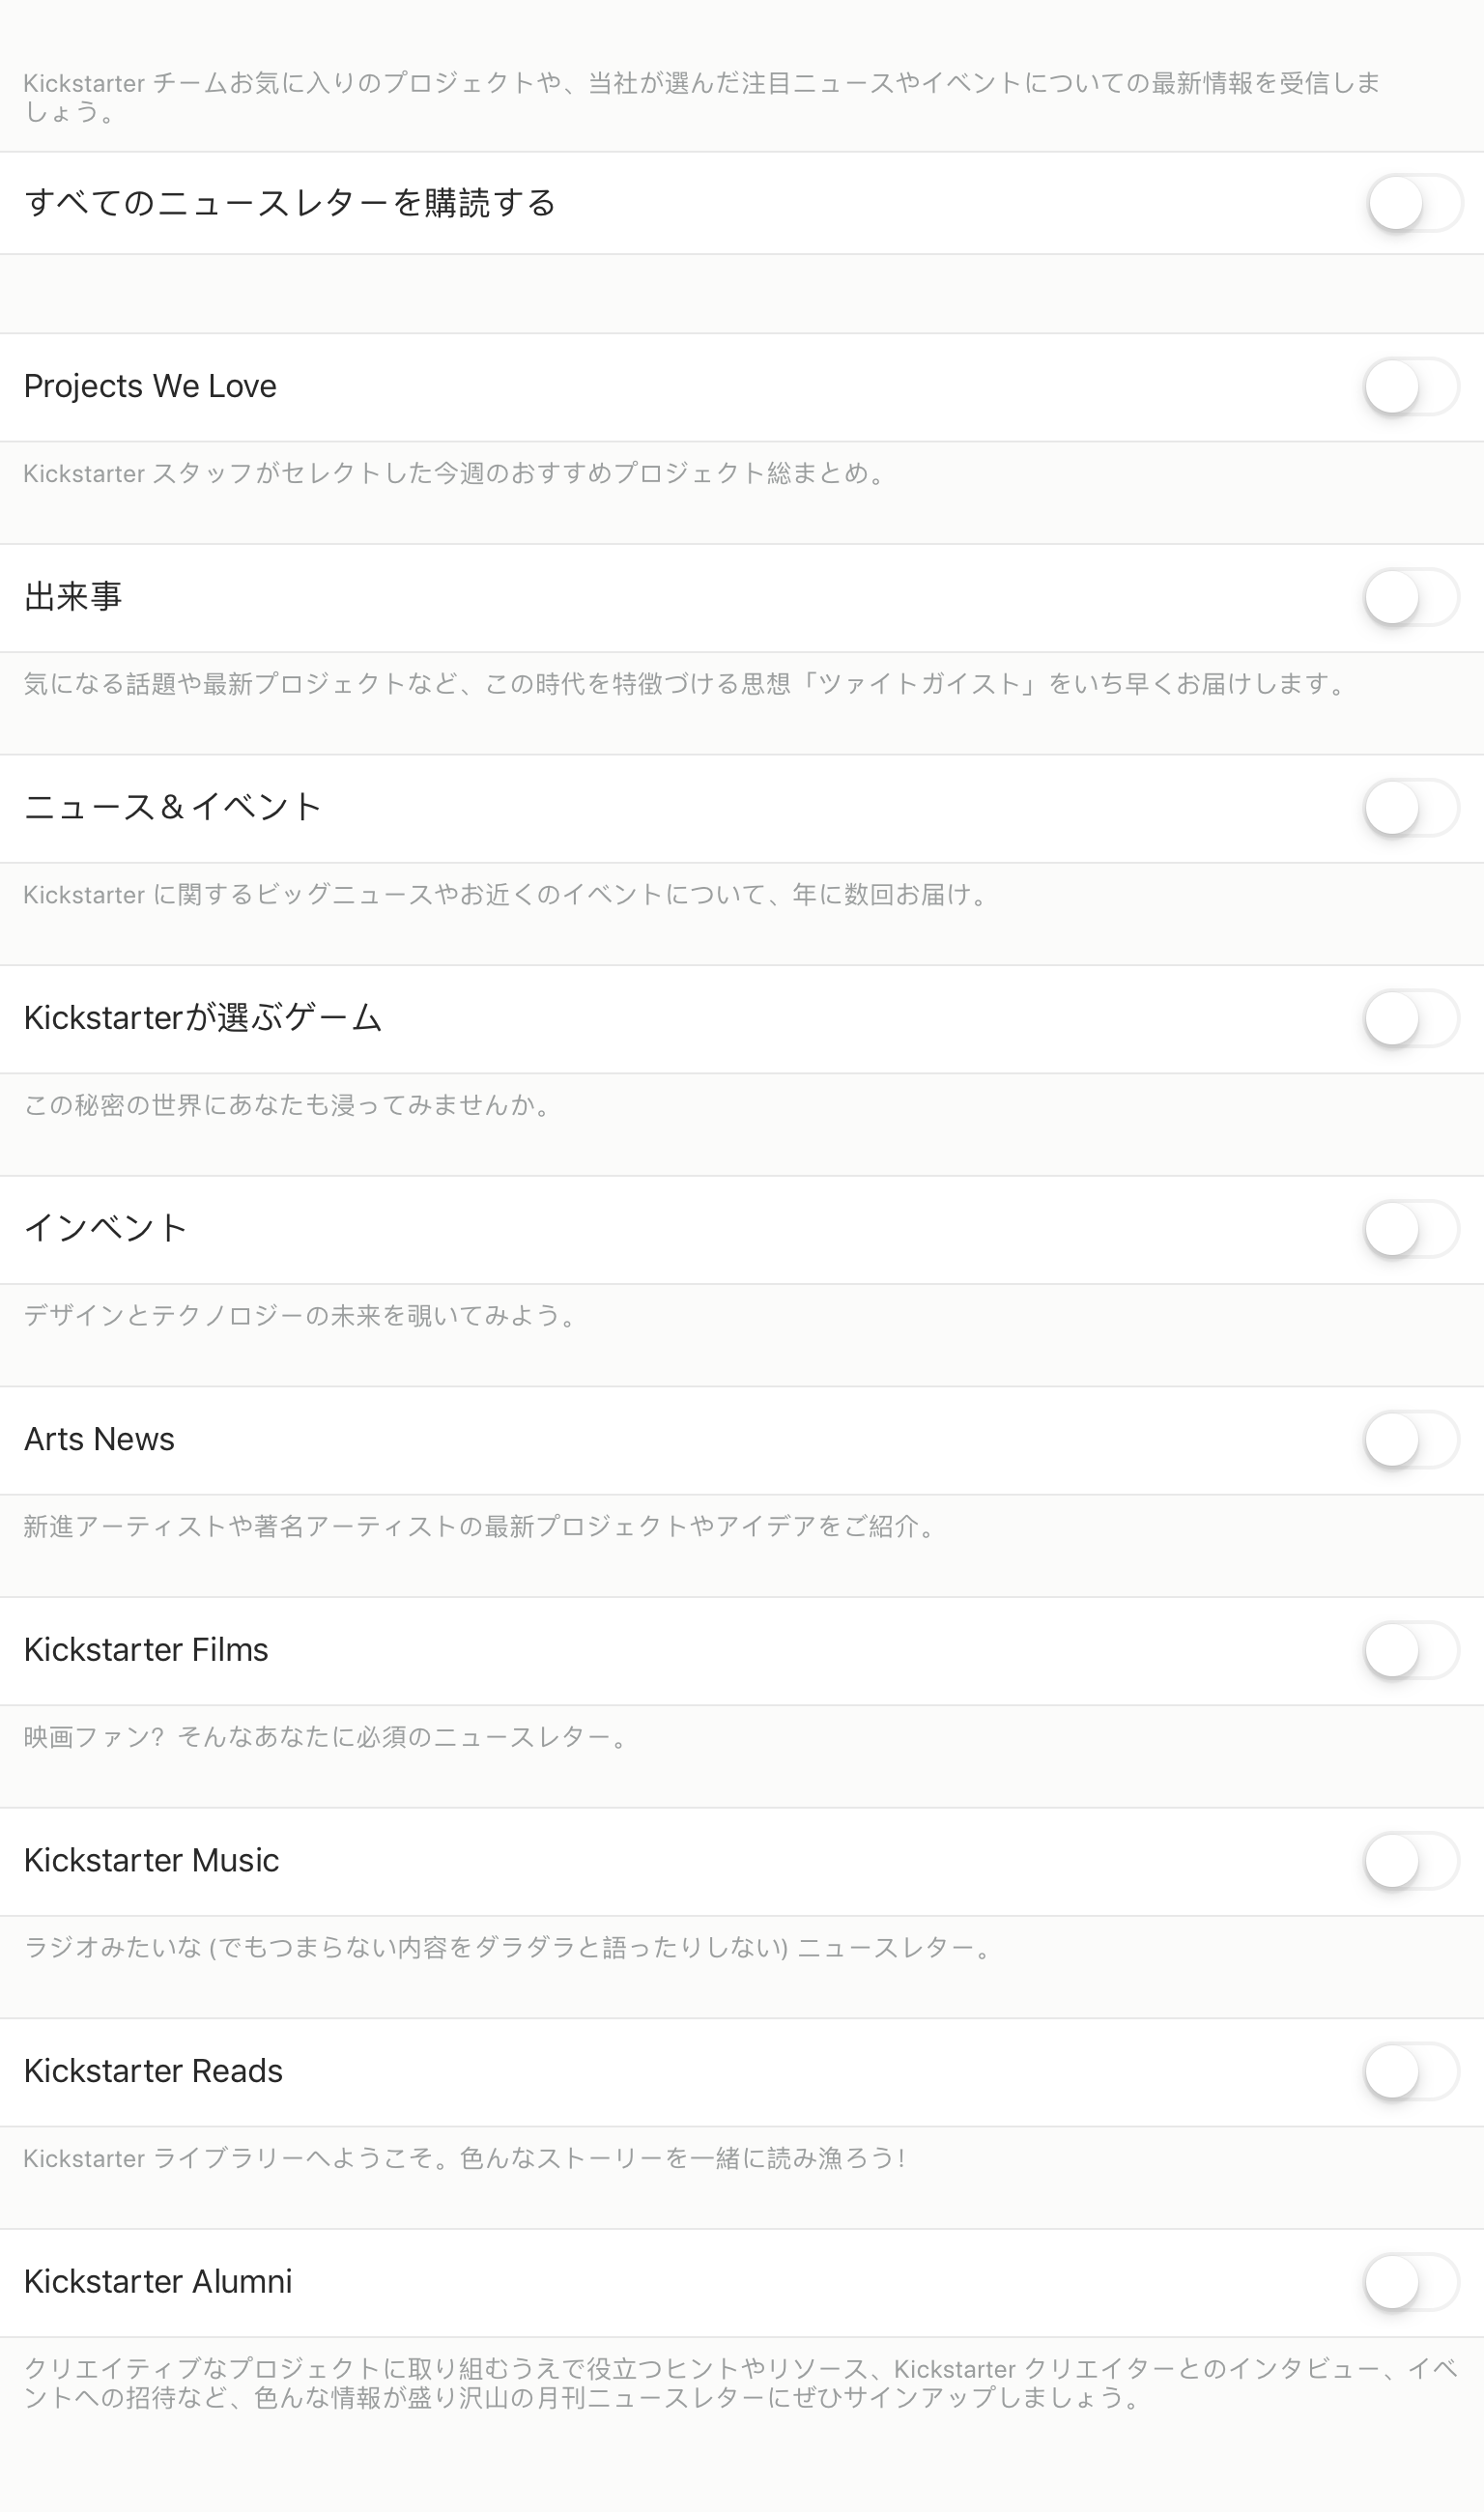 Kickstarter チームお気に入りのプロジェクトや、当社が選んだ注目ニュースやイベントについての最新情報を受信しま
しょう。
すべてのニュースレターを購読する
Projects We Love
Kickstarter スタッフがセレクトした今週のおすすめプロジェクト総まとめ。
出来事
気になる話題や最新プロジェクトなど、この時代を特徴づける思想「ツァイトガイスト」をいち早くお届けします。
ニュース＆イベント
Kickstarter に関するビッグニュースやお近くのイベントについて、年に数回お届け。
Kickstarterが選ぶゲーム
この秘密の世界にあなたも浸ってみませんか。
インベント
デザインとテクノロジーの未来を覗いてみよう。
Arts News
新進アーティストや著名アーティストの最新プロジェクトやアイデアをご紹介。
Kickstarter Films
映画ファン？そんなあなたに必須のニュースレター。
Kickstarter Music
ラジオみたいな (でもつまらない内容をダラダラと語ったりしない) ニュースレター。
Kickstarter Reads
Kickstarter ライブラリーへようこそ。色んなストーリーを一緒に読み漁ろう！
Kickstarter Alumni
クリエイティブなプロジェクトに取り組むうえで役立つヒントやリソース、Kickstarter クリエイターとのインタビュー、イベ
ントへの招待など、色んな情報が盛り沢山の月刊ニュースレターにぜひサインアップしましょう。